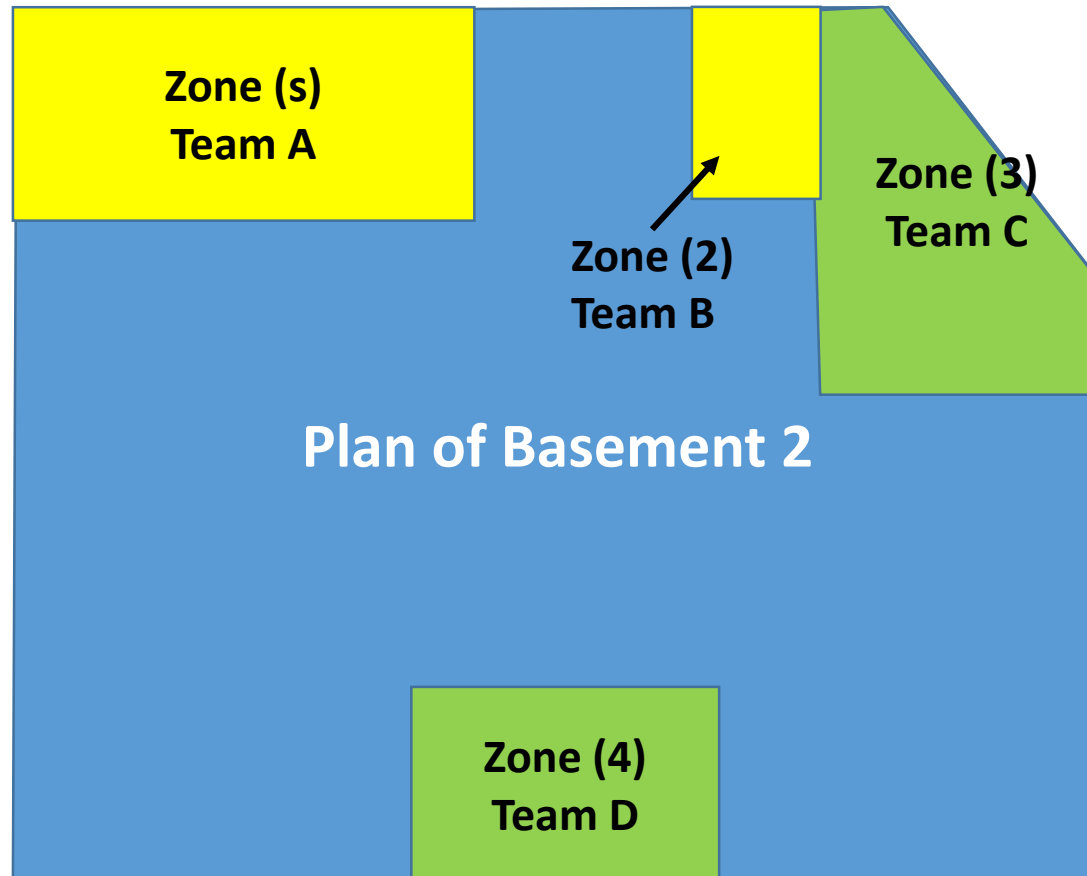 Zone (s)
Team A
Zone (3)
Team C
Zone (2)
Team B
Plan of Basement 2
Zone (4)
Team D